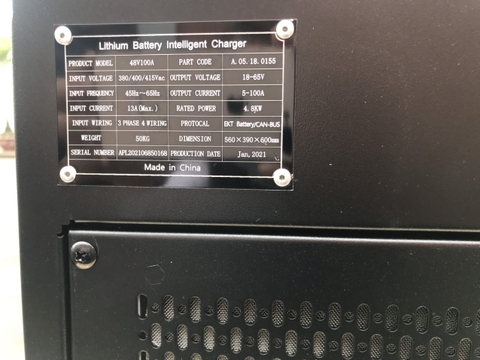 Lithium Battery Intelligent Charger
PRODUCT MODEL 48V100A PART CODE A. 05. 18. 0155
INPUT VOLTAGE 380/400/415Vac OUTPUT VOLTAGE 18-65V
INPUT FREQUENCY 45Hz~65Hz OUTPUT CURRENT 5-100A
INPUT CURRENT 13A(Max.) RATED POWER 4.8KW
INPUT WIRING 3 PHASE 4 WIRING PROTOCAL EKT Battery/CAN-BUS
WEIGHT 50KG DIMENSION 560×390×600mm
SERIAL NUMBER APL202106850168 PRODUCTION DATE Jan, 2021
Made in China